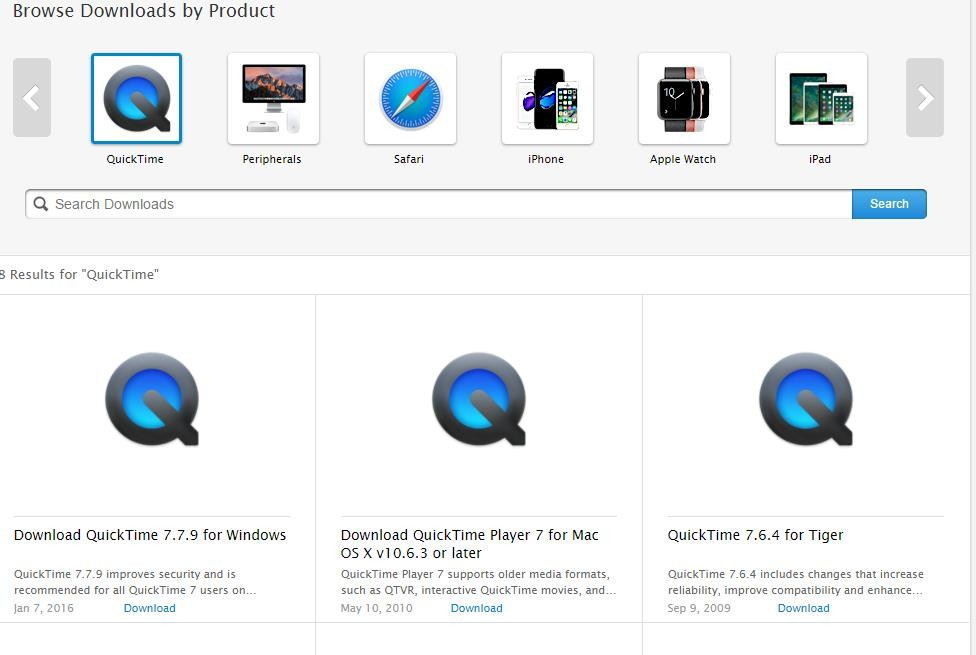 Browse Downloads by Product
QuickTime
Peripherals
Safari
iPhone
Apple Watch
iPad
Search Downloads
Search
8 Results for "QuickTime"
Download QuickTime 7.7.9 for Windows
QuickTime 7.7.9 improves security and is
recommended for all QuickTime 7 users on...
Jan 7, 2016 Download
Download QuickTime Player 7 for Mac
OS X v10.6.3 or later
QuickTime Player 7 supports older media formats,
such as QTVR, interactive QuickTime movies, and...
May 10, 2010 Download
QuickTime 7.6.4 for Tiger
QuickTime 7.6.4 includes changes that increase
reliability, improve compatibility and enhance...
Sep 9, 2009 Download